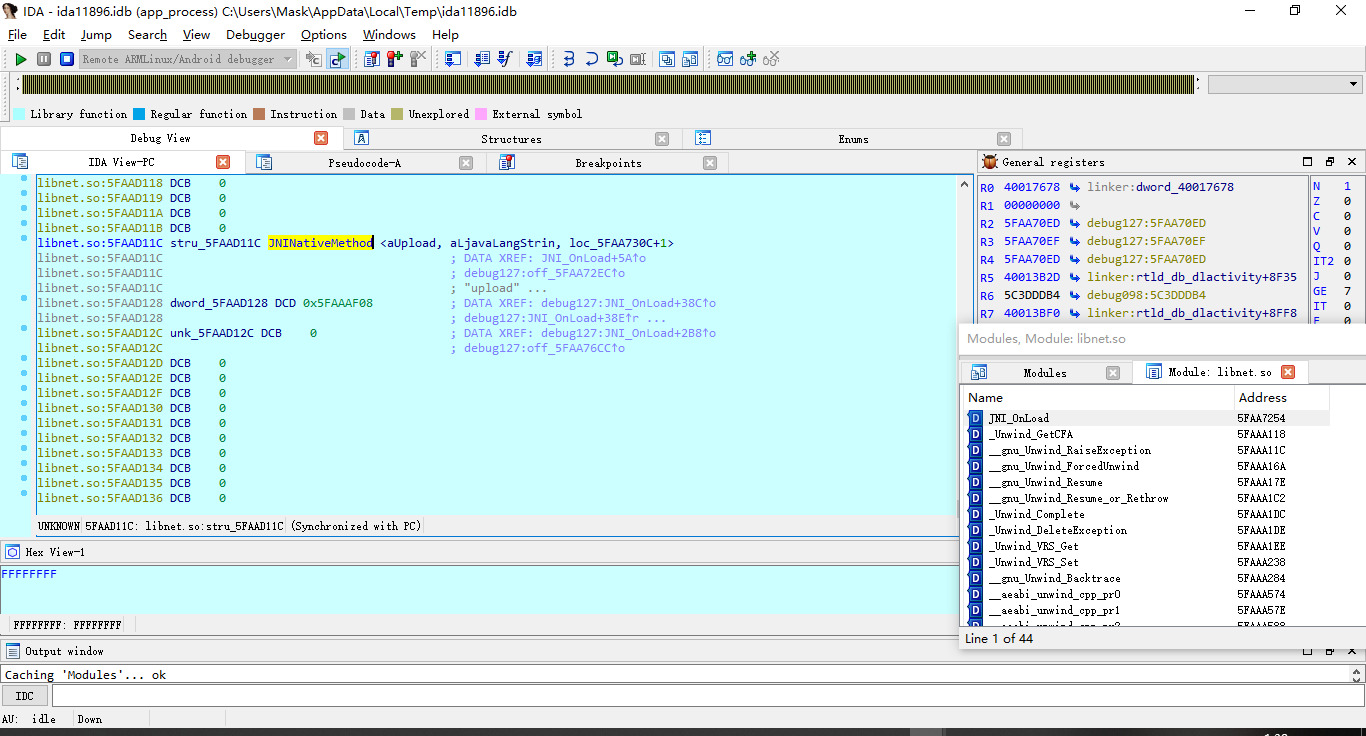 IDA - ida11896.idb (app_process) C:\Users\Mask\AppData\Local\Temp\ida11896.idb
File Edit Jump Search View Debugger Options Windows Help
Remote ARMLinux/Android debugger
Library function Regular function Instruction Data Unexplored External symbol
Debug View Structures Enums
IDA View-PC Pseudocode-A Breakpoints
libnet.so:5FAAD118 DCB 0
libnet.so:5FAAD119 DCB 0
libnet.so:5FAAD11A DCB 0
libnet.so:5FAAD11B DCB 0
libnet.so:5FAAD11C stru_5FAAD11C JNINativeMethod <aUpload, aLjavaLangStrin, loc_5FAA730C+1>
libnet.so:5FAAD11C ; DATA XREF: JNI_OnLoad+5A↑o
libnet.so:5FAAD11C ; debug127:off_5FAA72EC↑o
libnet.so:5FAAD11C ; "upload" ...
libnet.so:5FAAD128 dword_5FAAD128 DCD 0x5FAAAF08 ; DATA XREF: debug127:JNI_OnLoad+38C↑o
libnet.so:5FAAD128 ; debug127:JNI_OnLoad+38E↑r ...
libnet.so:5FAAD12C unk_5FAAD12C DCB 0 ; DATA XREF: debug127:JNI_OnLoad+2B8↑o
libnet.so:5FAAD12C ; debug127:off_5FAA76CC↑o
libnet.so:5FAAD12D DCB 0
libnet.so:5FAAD12E DCB 0
libnet.so:5FAAD12F DCB 0
libnet.so:5FAAD130 DCB 0
libnet.so:5FAAD131 DCB 0
libnet.so:5FAAD132 DCB 0
libnet.so:5FAAD133 DCB 0
libnet.so:5FAAD134 DCB 0
libnet.so:5FAAD135 DCB 0
libnet.so:5FAAD136 DCB 0
UNKNOWN 5FAAD11C: libnet.so:stru_5FAAD11C (Synchronized with PC)
General registers
R0 40017678 linker:dword_40017678
R1 00000000
R2 5FAA70ED debug127:5FAA70ED
R3 5FAA70EF debug127:5FAA70EF
R4 5FAA70ED debug127:5FAA70ED
R5 40013B2D linker:rtld_db_dlactivity+8F35
R6 5C3DDDB4 debug098:5C3DDDB4
R7 40013BF0 linker:rtld_db_dlactivity+8FF8
N 1
Z 0
C 0
V 0
Q 0
IT2 0
J 0
GE 7
IT 0
Modules, Module: libnet.so
Modules Module: libnet.so
Name Address
JNI_OnLoad 5FAA7254
_Unwind_GetCFA 5FAAA118
__gnu_Unwind_RaiseException 5FAAA11C
__gnu_Unwind_ForcedUnwind 5FAAA16A
__gnu_Unwind_Resume 5FAAA17E
__gnu_Unwind_Resume_or_Rethrow 5FAAA1C2
_Unwind_Complete 5FAAA1DC
_Unwind_DeleteException 5FAAA1DE
_Unwind_VRS_Get 5FAAA1EE
_Unwind_VRS_Set 5FAAA238
__gnu_Unwind_Backtrace 5FAAA284
__aeabi_unwind_cpp_pr0 5FAAA574
__aeabi_unwind_cpp_pr1 5FAAA57E
Line 1 of 44
Hex View-1
FFFFFFFF
FFFFFFFF: FFFFFFFF
Output window
Caching 'Modules'... ok
IDC
AU: idle Down